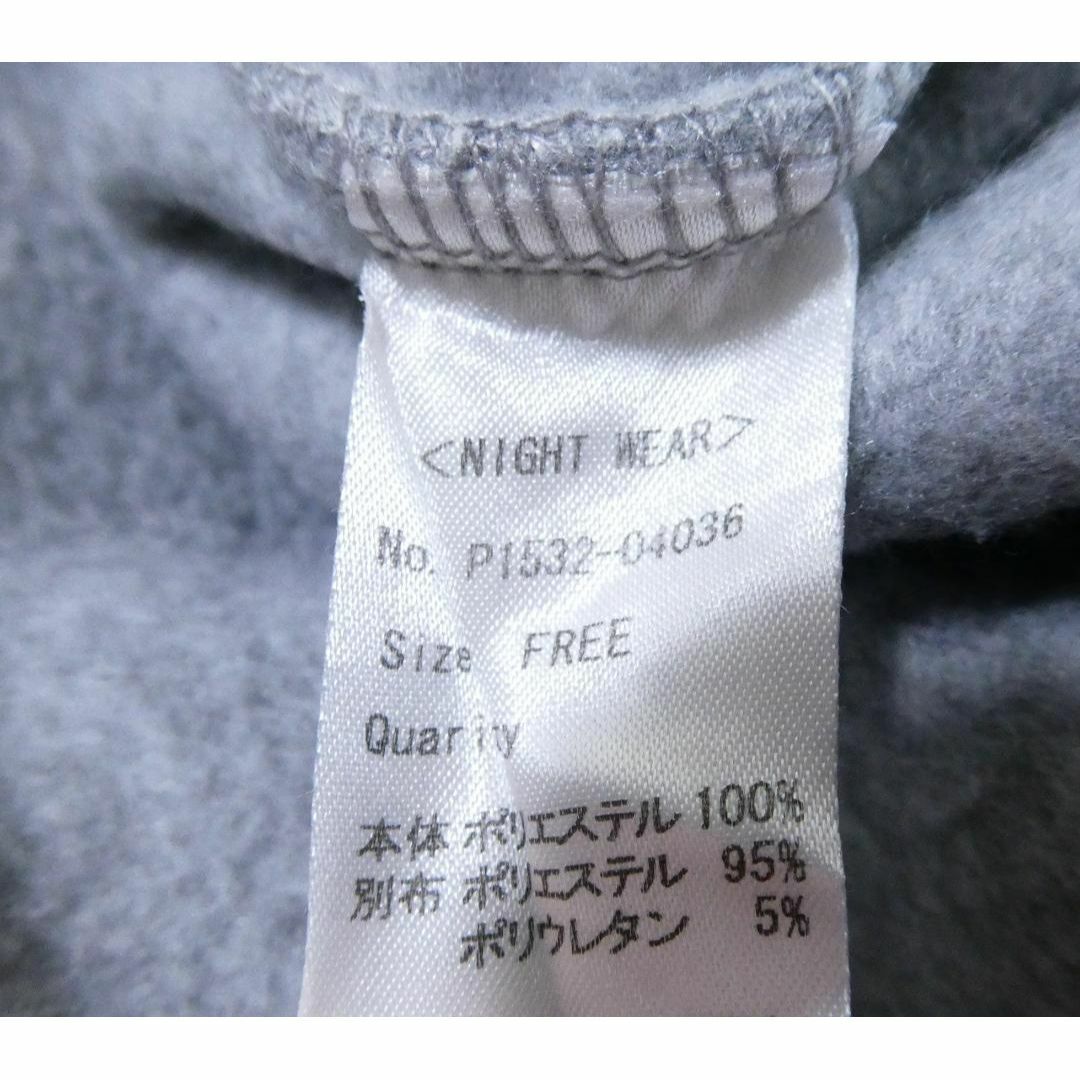 <NIGHT WEAR>
No. P1532-04036
Size FREE
Quarity
本体 ポリエステル 100%
別布 ポリエステル 95%
ポリウレタン 5%